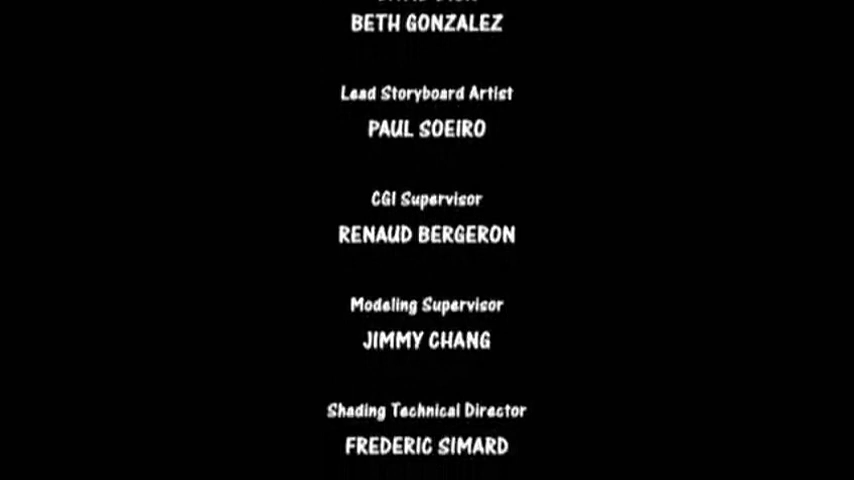 BETH GONZALEZ
Lead Storyboard Artist
PAUL SOEIRO
CGI Supervisor
RENAUD BERGERON
Modeling Supervisor
JIMMY CHANG
Shading Technical Director
FREDERIC SIMARD